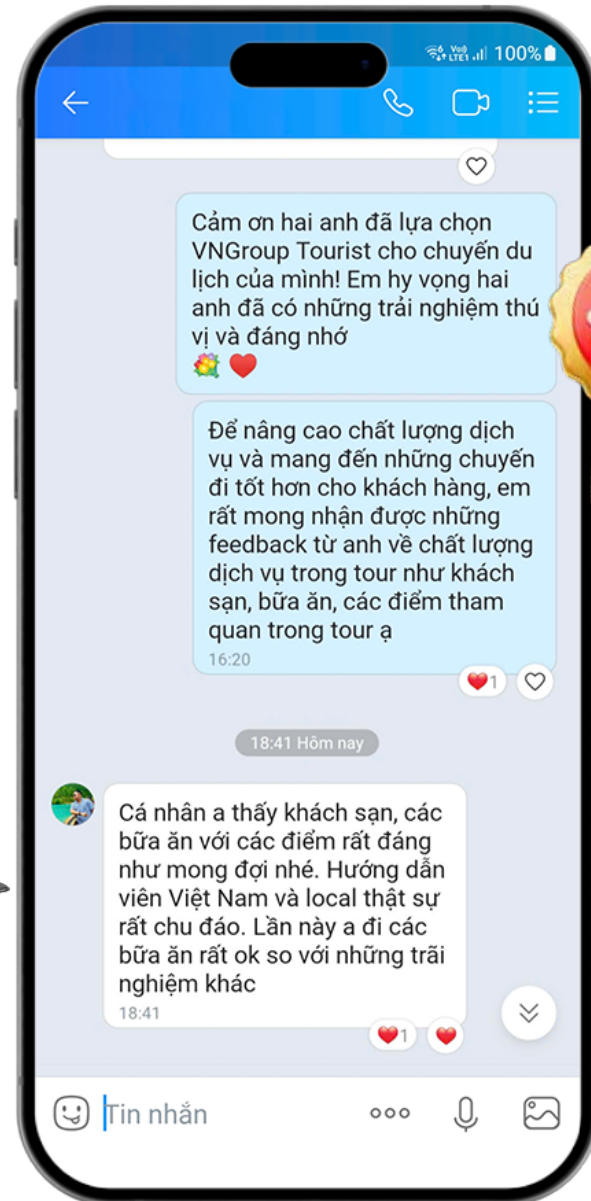 Vo)) LTE1 100%
Cảm ơn hai anh đã lựa chọn
VNGroup Tourist cho chuyến du
lịch của mình! Em hy vọng hai
anh đã có những trải nghiệm thú
vị và đáng nhớ
Để nâng cao chất lượng dịch
vụ và mang đến những chuyến
đi tốt hơn cho khách hàng, em
rất mong nhận được những
feedback từ anh về chất lượng
dịch vụ trong tour như khách
sạn, bữa ăn, các điểm tham
quan trong tour ạ
16:20
1
18:41 Hôm nay
Cá nhân a thấy khách sạn, các
bữa ăn với các điểm rất đáng
như mong đợi nhé. Hướng dẫn
viên Việt Nam và local thật sự
rất chu đáo. Lần này a đi các
bữa ăn rất ok so với những trãi
nghiệm khác
18:41
1
Tin nhắn